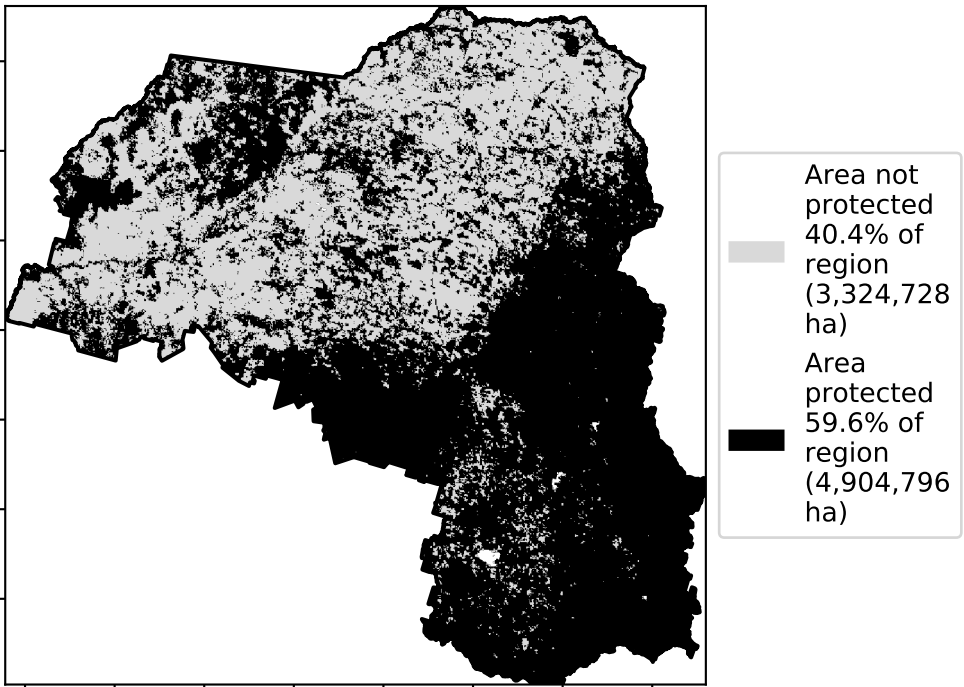 Area not
protected
40.4% of
region
(3,324,728
ha)
Area
protected
59.6% of
region
(4,904,796
ha)